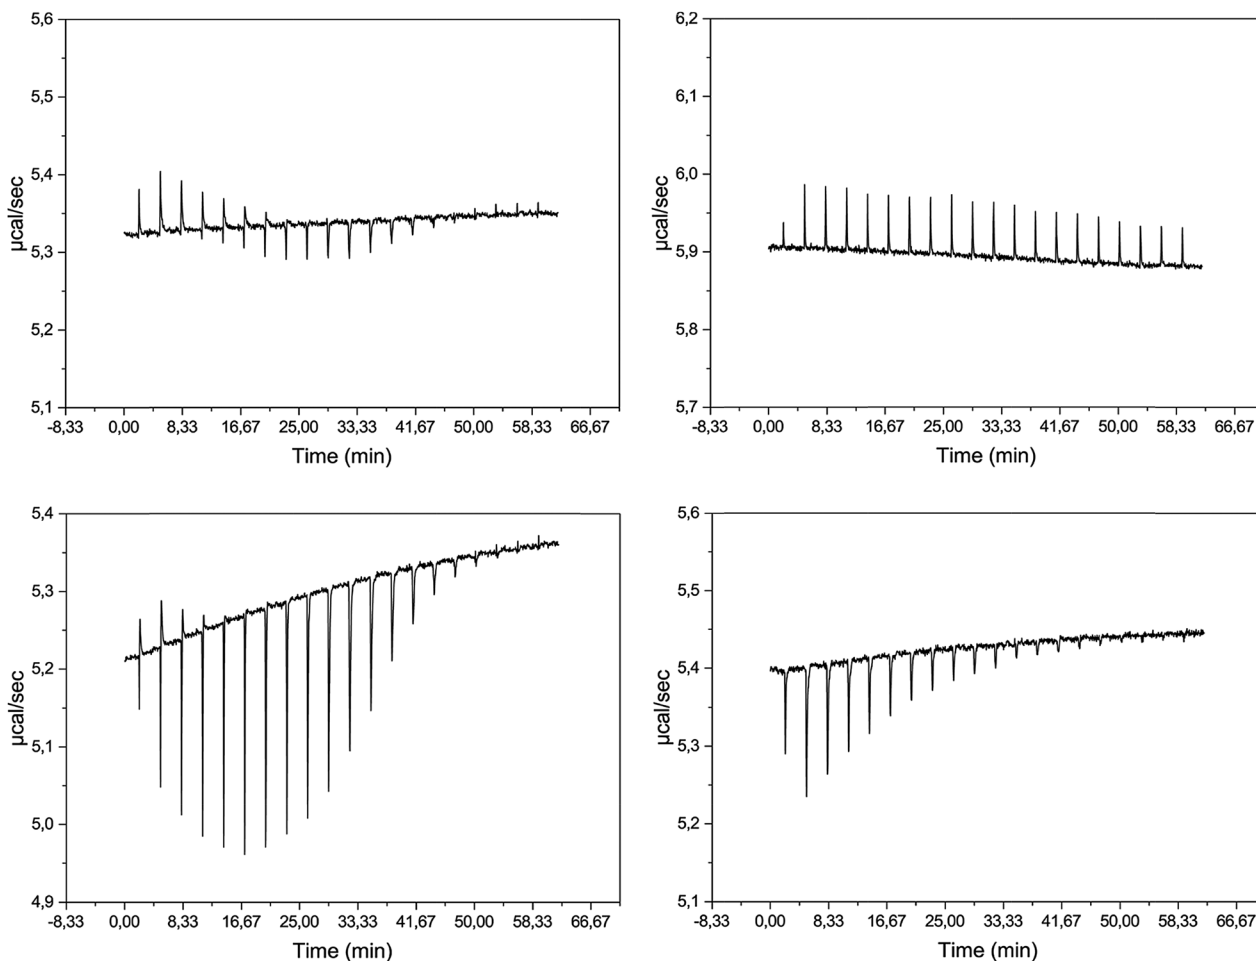 5,6
5,5
5,4
5,3
5,2
5,1
µcal/sec
-8,33 0,00 8,33 16,67 25,00 33,33 41,67 50,00 58,33 66,67
Time (min)
6,2
6,1
6,0
5,9
5,8
5,7
µcal/sec
-8,33 0,00 8,33 16,67 25,00 33,33 41,67 50,00 58,33 66,67
Time (min)
5,4
5,3
5,2
5,1
5,0
4,9
µcal/sec
-8,33 0,00 8,33 16,67 25,00 33,33 41,67 50,00 58,33 66,67
Time (min)
5,6
5,5
5,4
5,3
5,2
5,1
µcal/sec
-8,33 0,00 8,33 16,67 25,00 33,33 41,67 50,00 58,33 66,67
Time (min)